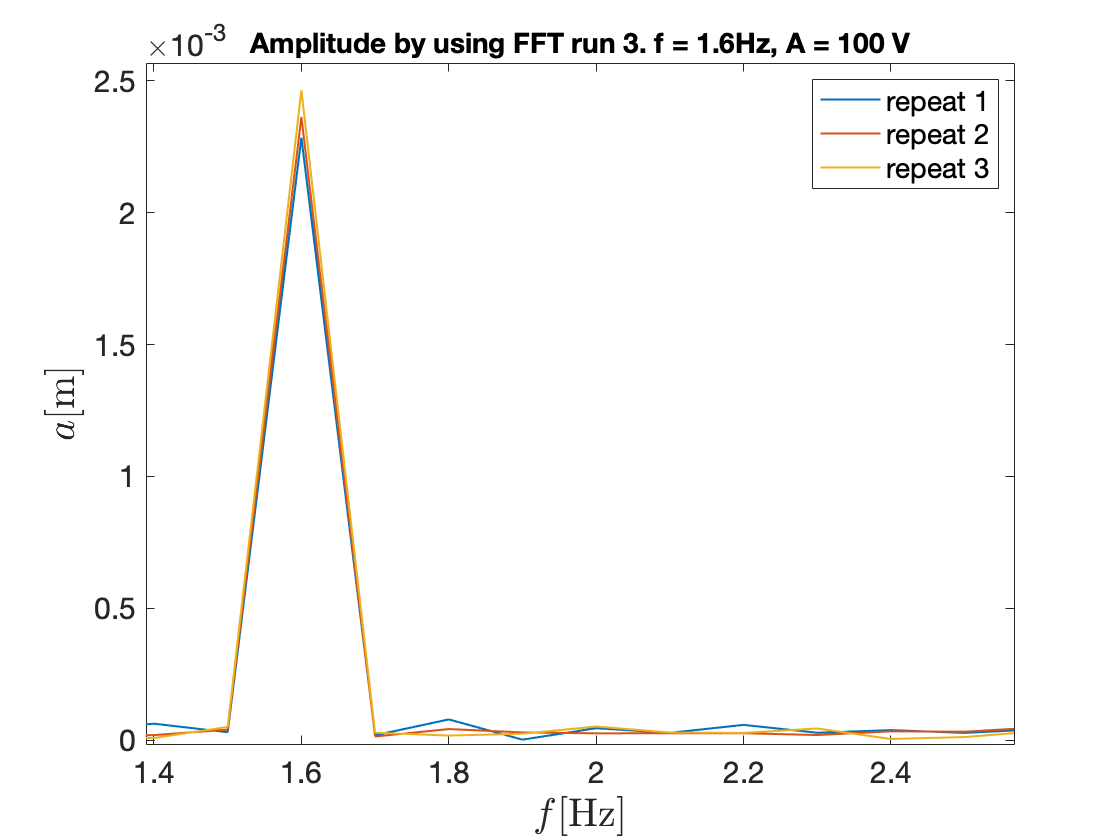 ×10⁻³ Amplitude by using FFT run 3. f = 1.6Hz, A = 100 V
repeat 1
repeat 2
repeat 3
2.5
2
1.5
1
0.5
0
a[m]
1.4 1.6 1.8 2 2.2 2.4
f[Hz]